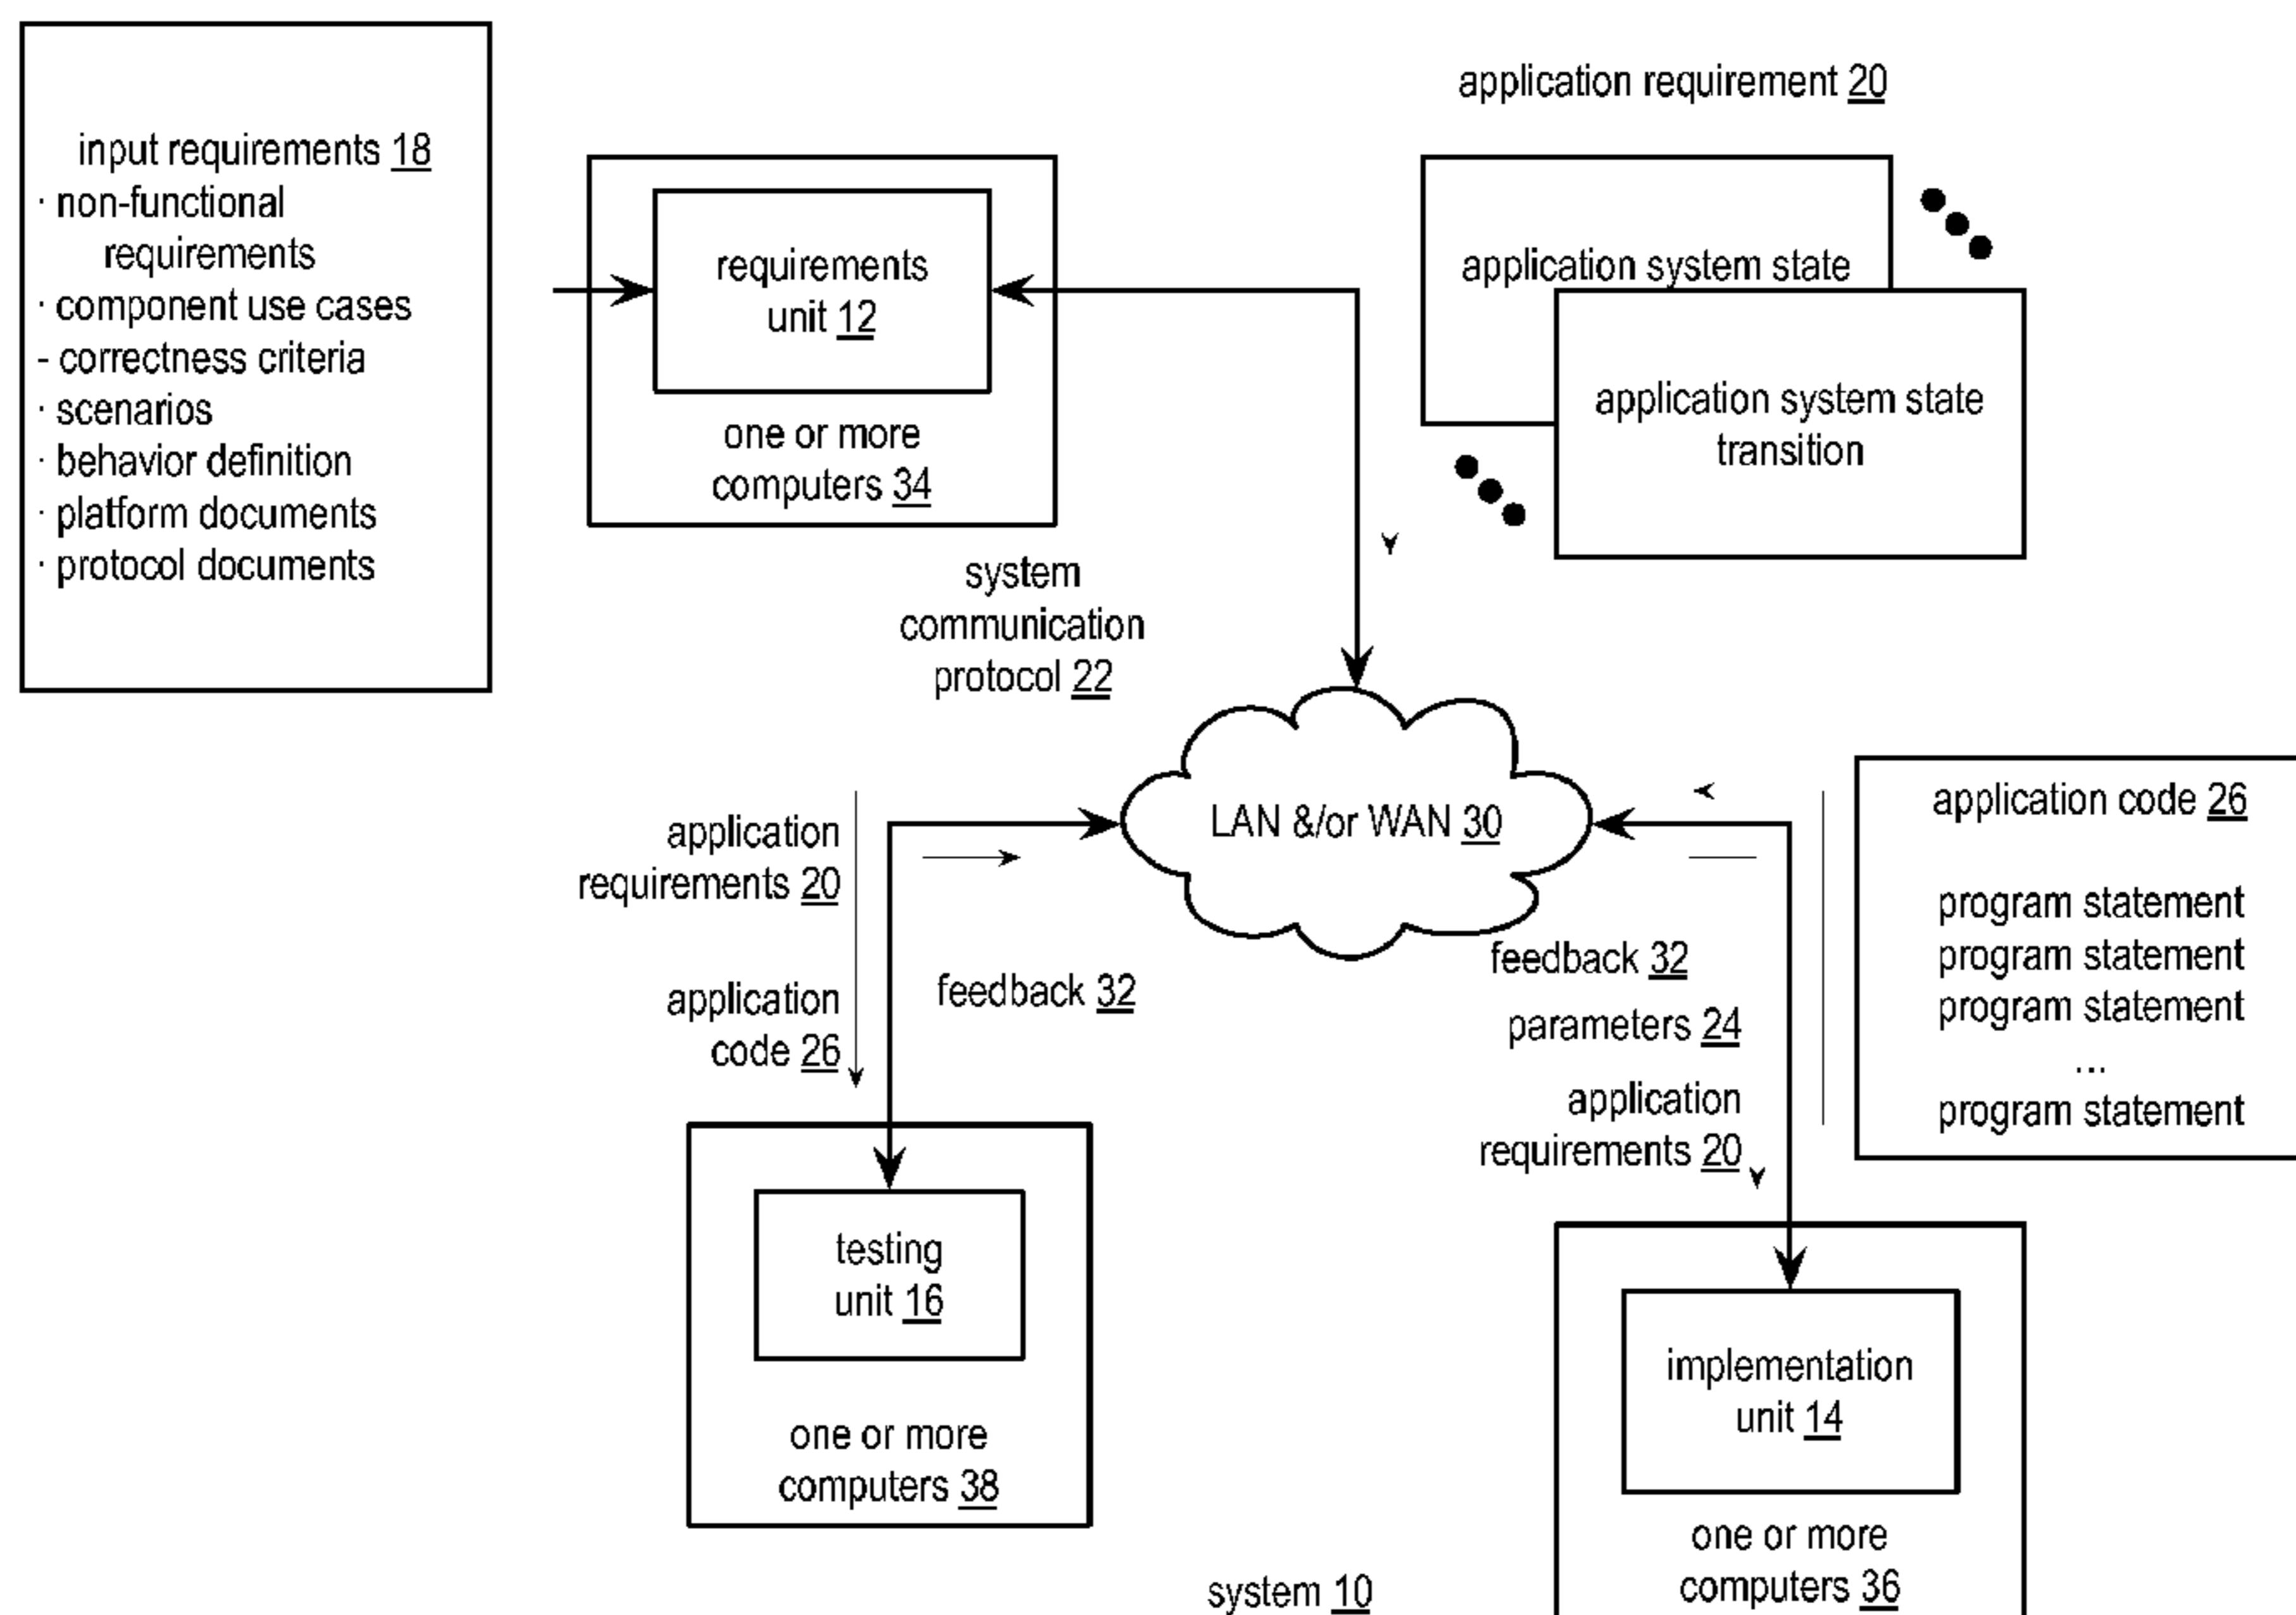 input requirements 18
· non-functional
requirements
· component use cases
- correctness criteria
· scenarios
· behavior definition
· platform documents
· protocol documents
requirements
unit 12
one or more
computers 34
application requirement 20
application system state
application system state
transition
system
communication
protocol 22
LAN &/or WAN 30
application
requirements 20
application
code 26
feedback 32
feedback 32
parameters 24
application
requirements 20
application code 26
program statement
program statement
program statement
...
program statement
testing
unit 16
one or more
computers 38
implementation
unit 14
one or more
computers 36
system 10